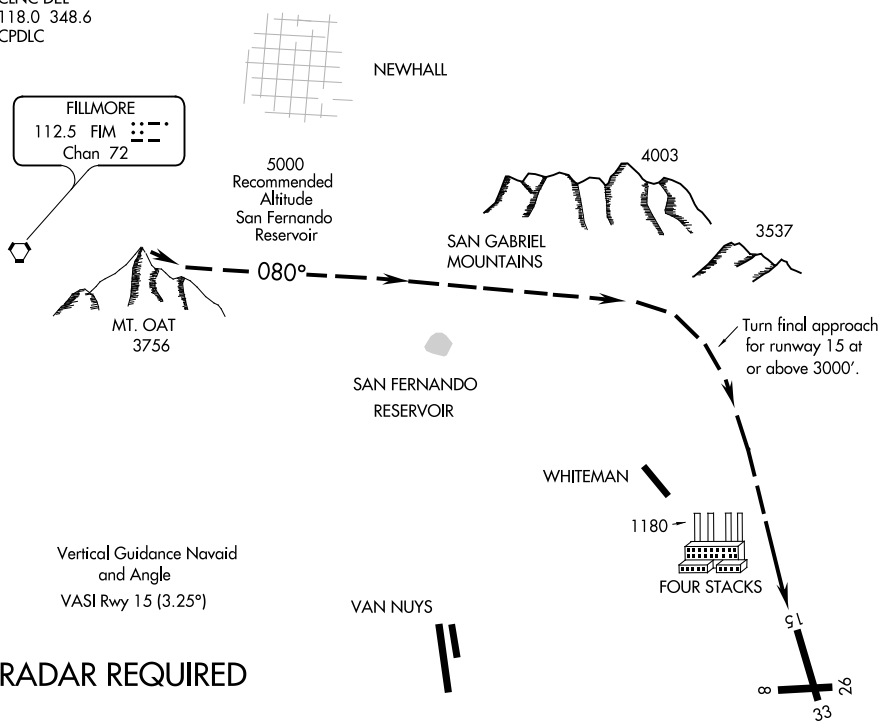 118.0 348.6
CPDLC
NEWHALL
FILLMORE
112.5 FIM
Chan 72
5000
Recommended
Altitude
San Fernando
Reservoir
4003
3537
SAN GABRIEL
MOUNTAINS
080°
MT. OAT
3756
Turn final approach
for runway 15 at
or above 3000'.
SAN FERNANDO
RESERVOIR
WHITEMAN
1180
FOUR STACKS
Vertical Guidance Navaid
and Angle
VASI Rwy 15 (3.25°)
VAN NUYS
15
RADAR REQUIRED
8
26
33